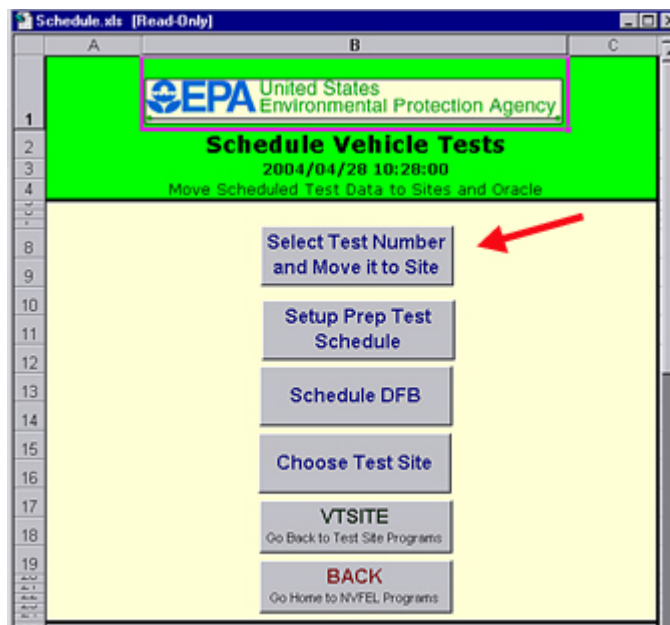 Schedule.xls [Read-Only]
A B C
EPA United States
Environmental Protection Agency
1
2 Schedule Vehicle Tests
3 2004/04/28 10:28:00
4 Move Scheduled Test Data to Sites and Oracle
8 Select Test Number
9 and Move it to Site
10 Setup Prep Test
11 Schedule
12
13 Schedule DFB
14
15 Choose Test Site
16
17 VTSITE
18 Go Back to Test Site Programs
19 BACK
Go Home to NVFEL Programs